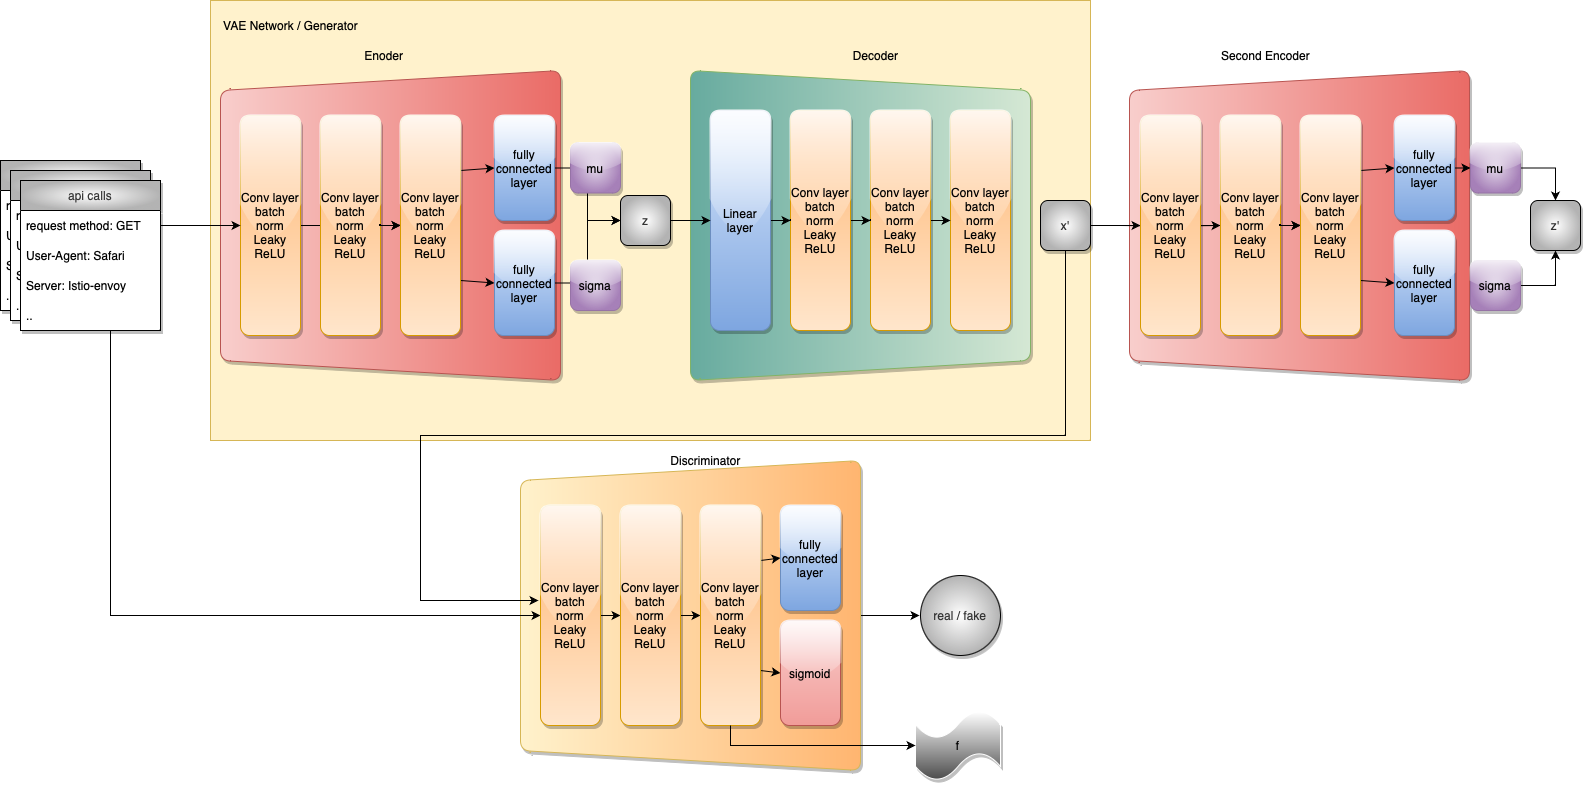 VAE Network / Generator
Enoder
Decoder
Second Encoder
api calls
request method: GET
User-Agent: Safari
Server: Istio-envoy
..
Conv layer
batch
norm
Leaky
ReLU
Conv layer
batch
norm
Leaky
ReLU
Conv layer
batch
norm
Leaky
ReLU
fully
connected
layer
fully
connected
layer
mu
sigma
z
Linear
layer
Conv layer
batch
norm
Leaky
ReLU
Conv layer
batch
norm
Leaky
ReLU
Conv layer
batch
norm
Leaky
ReLU
x'
Conv layer
batch
norm
Leaky
ReLU
Conv layer
batch
norm
Leaky
ReLU
Conv layer
batch
norm
Leaky
ReLU
fully
connected
layer
fully
connected
layer
mu
sigma
z'
Discriminator
Conv layer
batch
norm
Leaky
ReLU
Conv layer
batch
norm
Leaky
ReLU
Conv layer
batch
norm
Leaky
ReLU
fully
connected
layer
sigmoid
real / fake
f